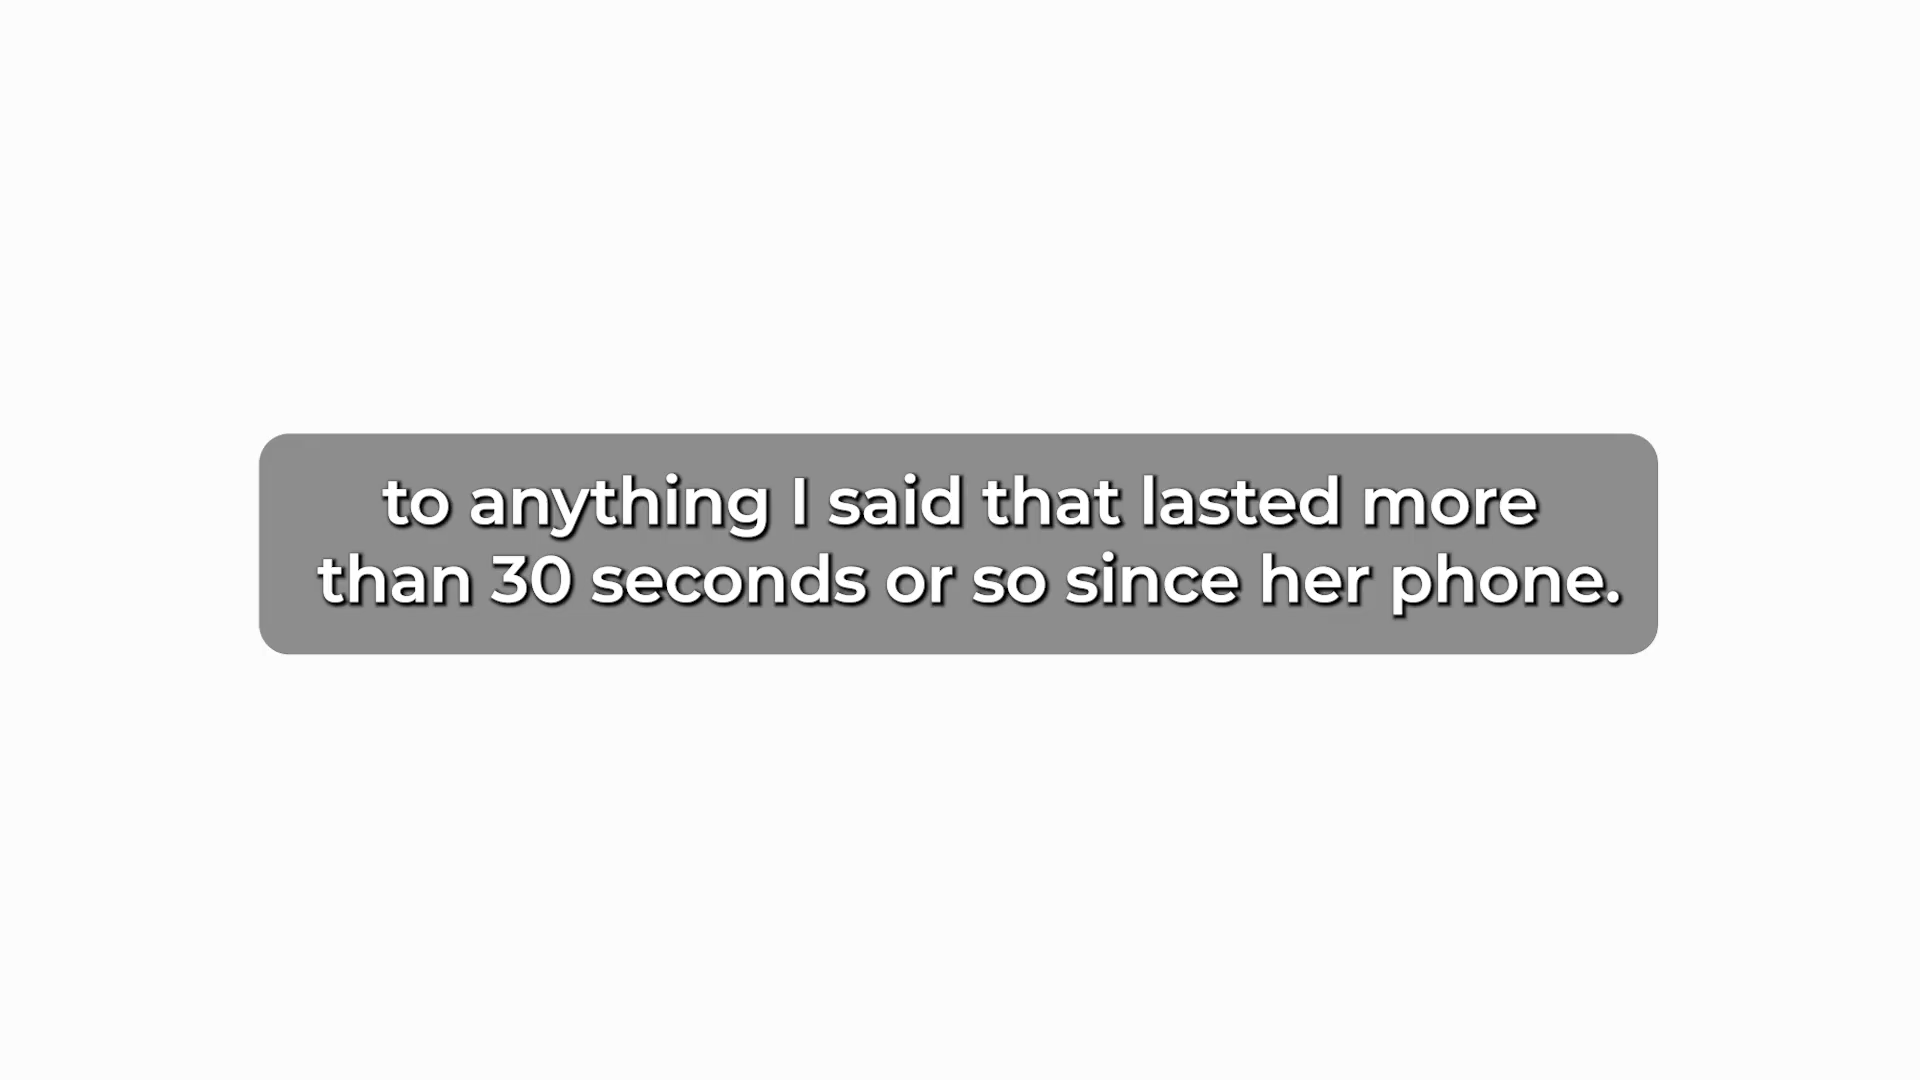 to anything I said that lasted more
than 30 seconds or so since her phone.